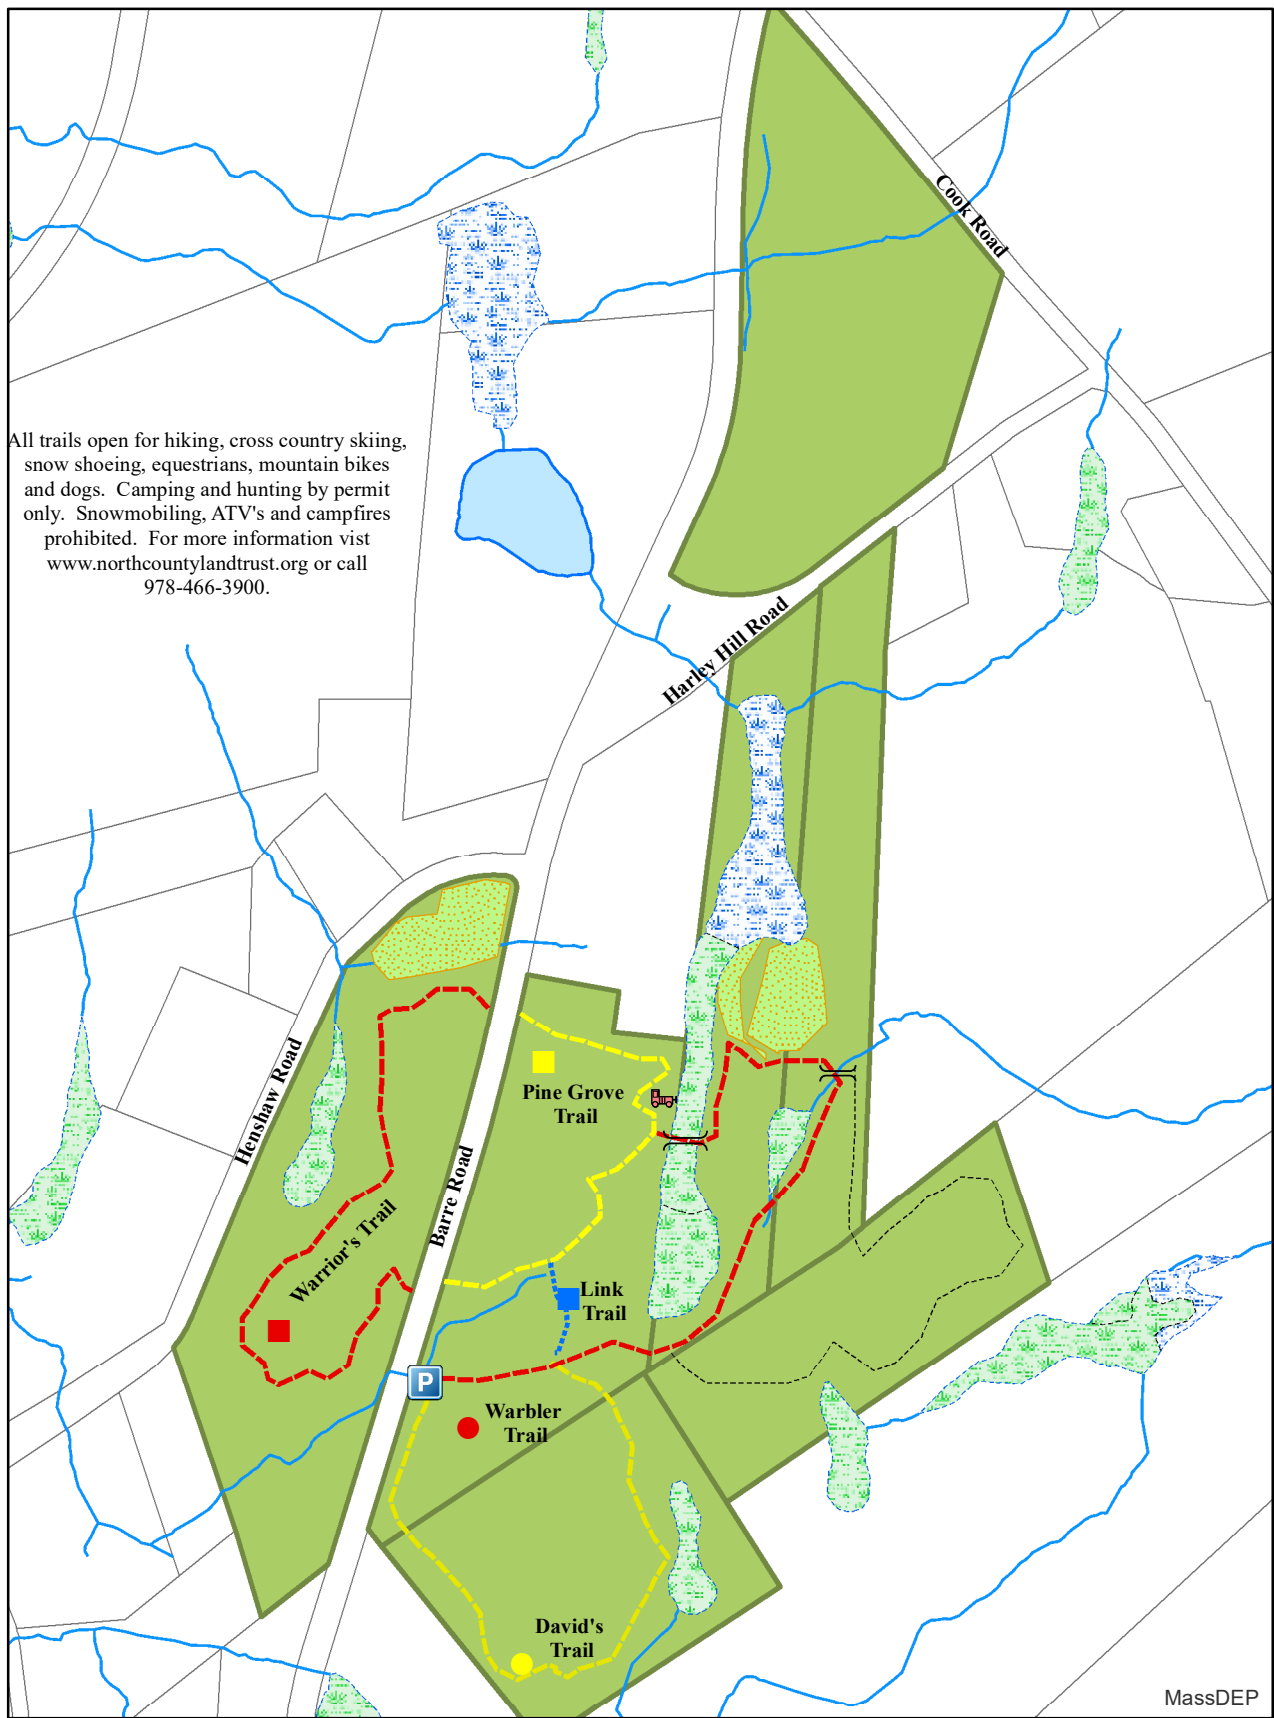 Cook Road
All trails open for hiking, cross country skiing,
snow shoeing, equestrians, mountain bikes
and dogs.  Camping and hunting by permit
only.  Snowmobiling, ATV's and campfires
prohibited.  For more information vist
www.northcountylandtrust.org or call
978-466-3900.
Harley Hill Road
Henshaw Road
Pine Grove
Trail
Barre Road
Warrior's Trail
Link
Trail
P
Warbler
Trail
David's
Trail
MassDEP